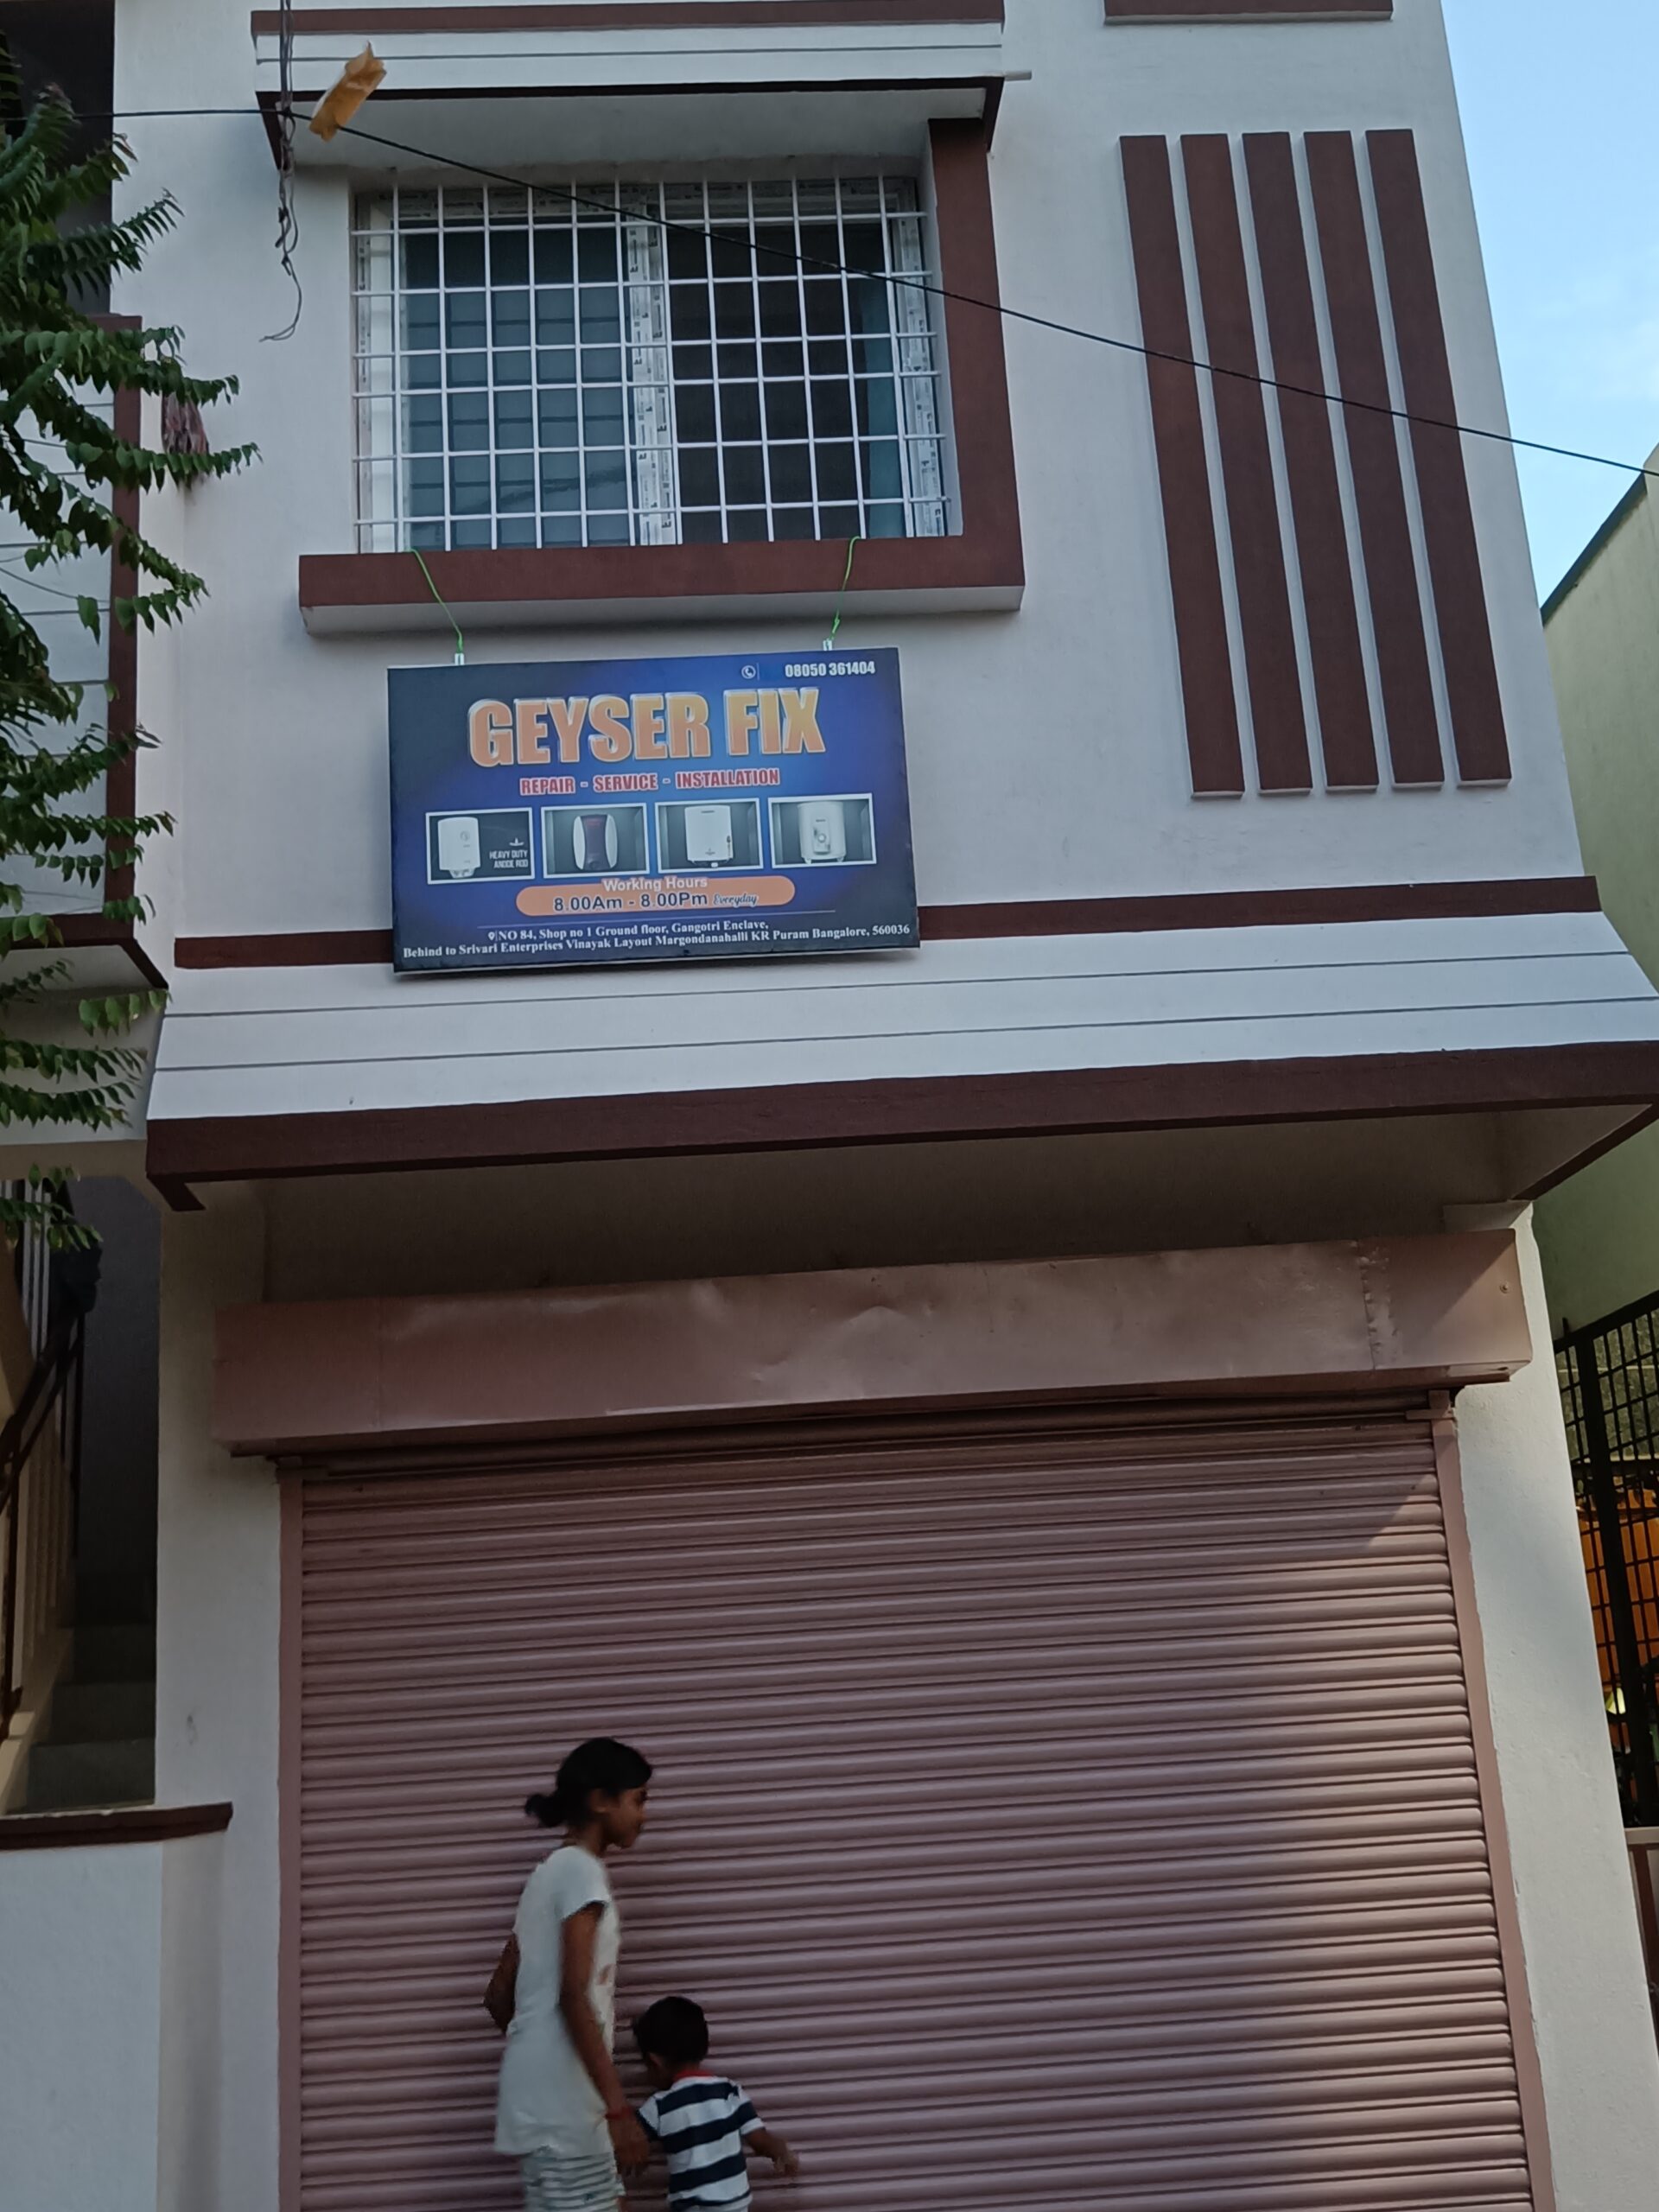 08050 361404
GEYSER FIX
REPAIR - SERVICE - INSTALLATION
HEAVY DUTY
ANODE ROD
Working Hours
8.00Am - 8.00Pm Everyday
NO 84, Shop no 1 Ground floor, Gangotri Enclave,
Behind to Srivari Enterprises Vinayak Layout Margondanahalli KR Puram Bangalore, 560036